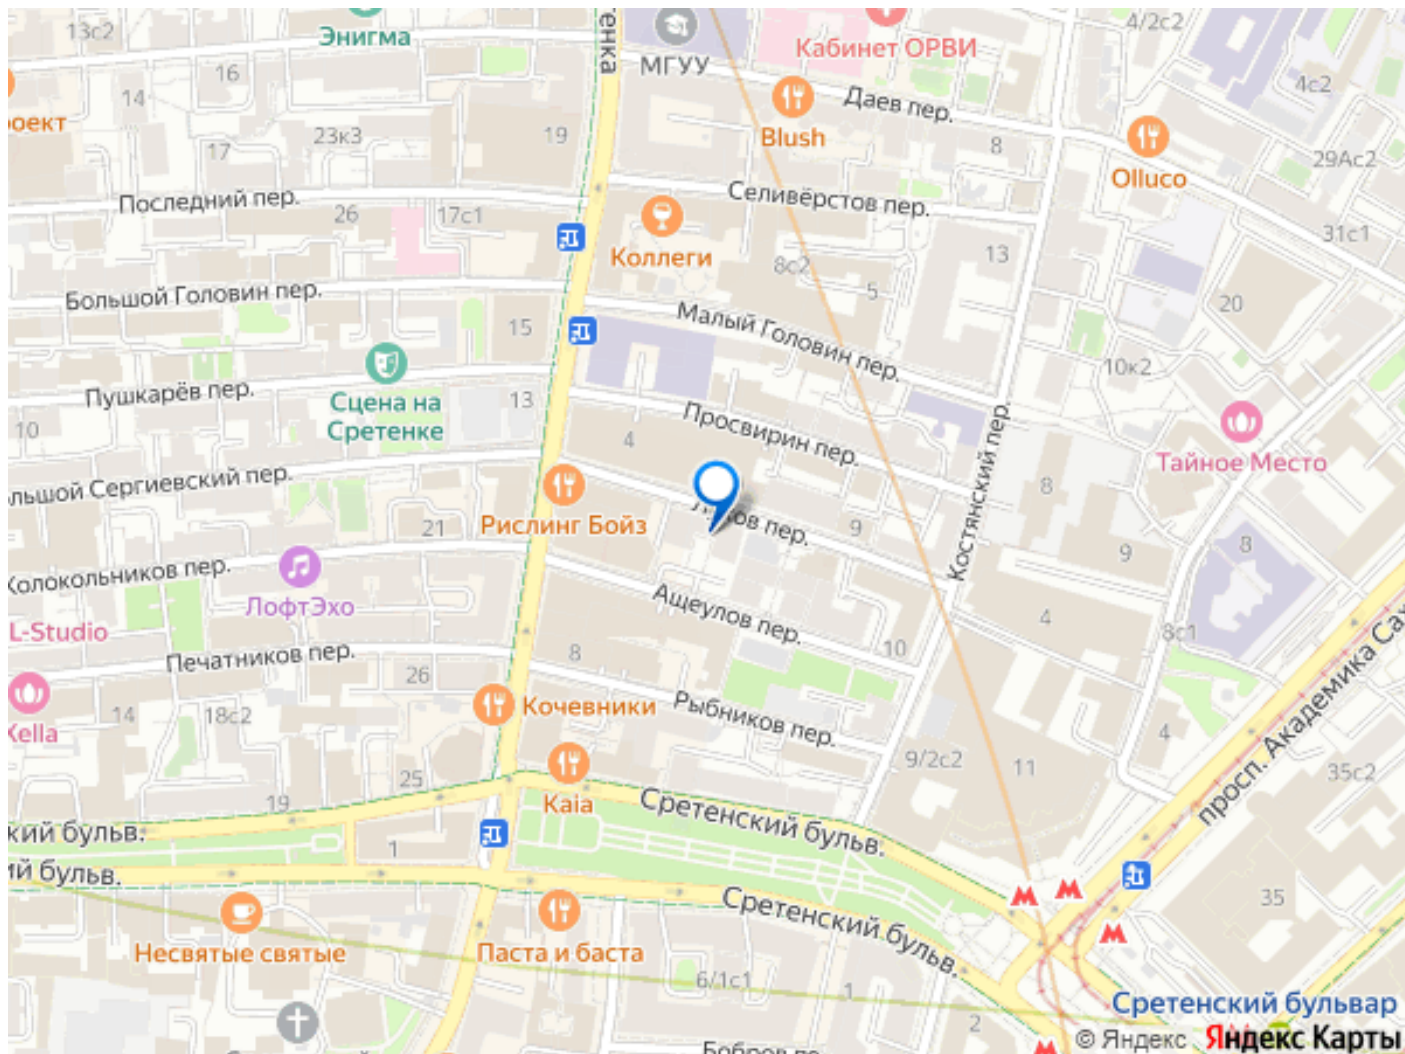 13с2
Энигма
тенка
МГУУ
Кабинет ОРВИ
4/2с2
16
14
4с2
роект
23к3
19
Blush
Даев пер.
8
17
29Ас2
Olluco
Последний пер.
26
17с1
Селивёрстов пер.
Коллеги
8с2
13
31с1
5
Большой Головин пер.
20
15
Малый Головин пер.
10к2
Пушкарёв пер.
Сцена на
Сретенке
13
10
4
Просвирин пер.
Костянский пер.
Тайное Место
ольшой Сергиевский пер.
8
21
Рислинг Бойз
ов пер.
9
9
8
Колокольников пер.
ЛофтЭхо
Ащеулов пер.
4
L-Studio
8с1
Печатников пер.
8
10
26
Kella
14
18с2
Кочевники
Рыбников пер.
4
просп. Академика Сах
9/2с2
11
35с2
25
19
Kaia
Сретенский бульв.
кий бульв.
1
ий бульв.
35
Сретенский бульв.
Несвятые святые
Паста и баста
6/1с1
1
2
Сретенский бульвар
© Яндекс
Яндекс Карты